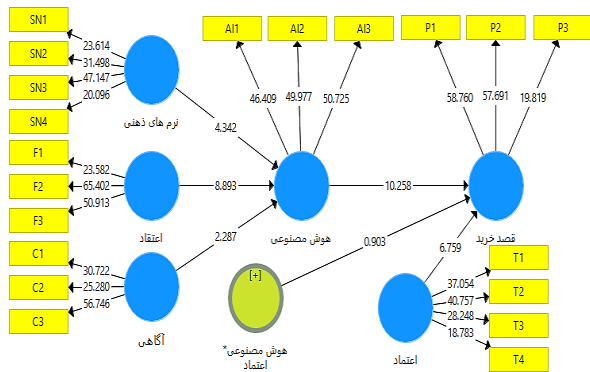 SN1
SN2
SN3
SN4
23.614
31.498
47.147
20.096
نرم های ذهنی
4.342
AI1
AI2
AI3
46.409
49.977
50.725
P1
P2
P3
58.760
57.691
19.819
F1
F2
F3
23.582
65.402
50.913
اعتقاد
8.893
هوش مصنوعی
10.258
قصد خرید
C1
C2
C3
30.722
25.280
56.746
آگاهی
2.287
[+]
هوش مصنوعی*
اعتماد
0.903
6.759
T1
T2
T3
T4
37.054
40.757
28.248
18.783
اعتماد